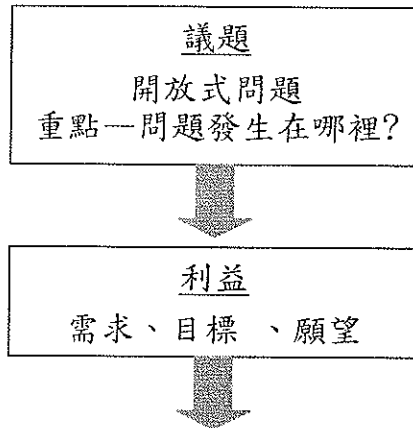 議題
開放式問題
重點—問題發生在哪裡?
利益
需求、目標、願望